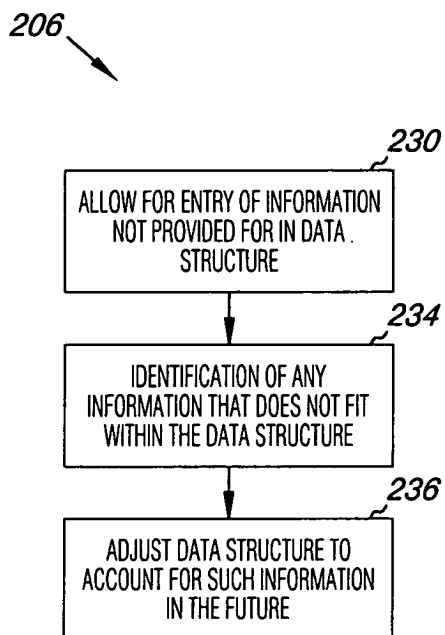 206
230
ALLOW FOR ENTRY OF INFORMATION
NOT PROVIDED FOR IN DATA
STRUCTURE
234
IDENTIFICATION OF ANY
INFORMATION THAT DOES NOT FIT
WITHIN THE DATA STRUCTURE
236
ADJUST DATA STRUCTURE TO
ACCOUNT FOR SUCH INFORMATION
IN THE FUTURE